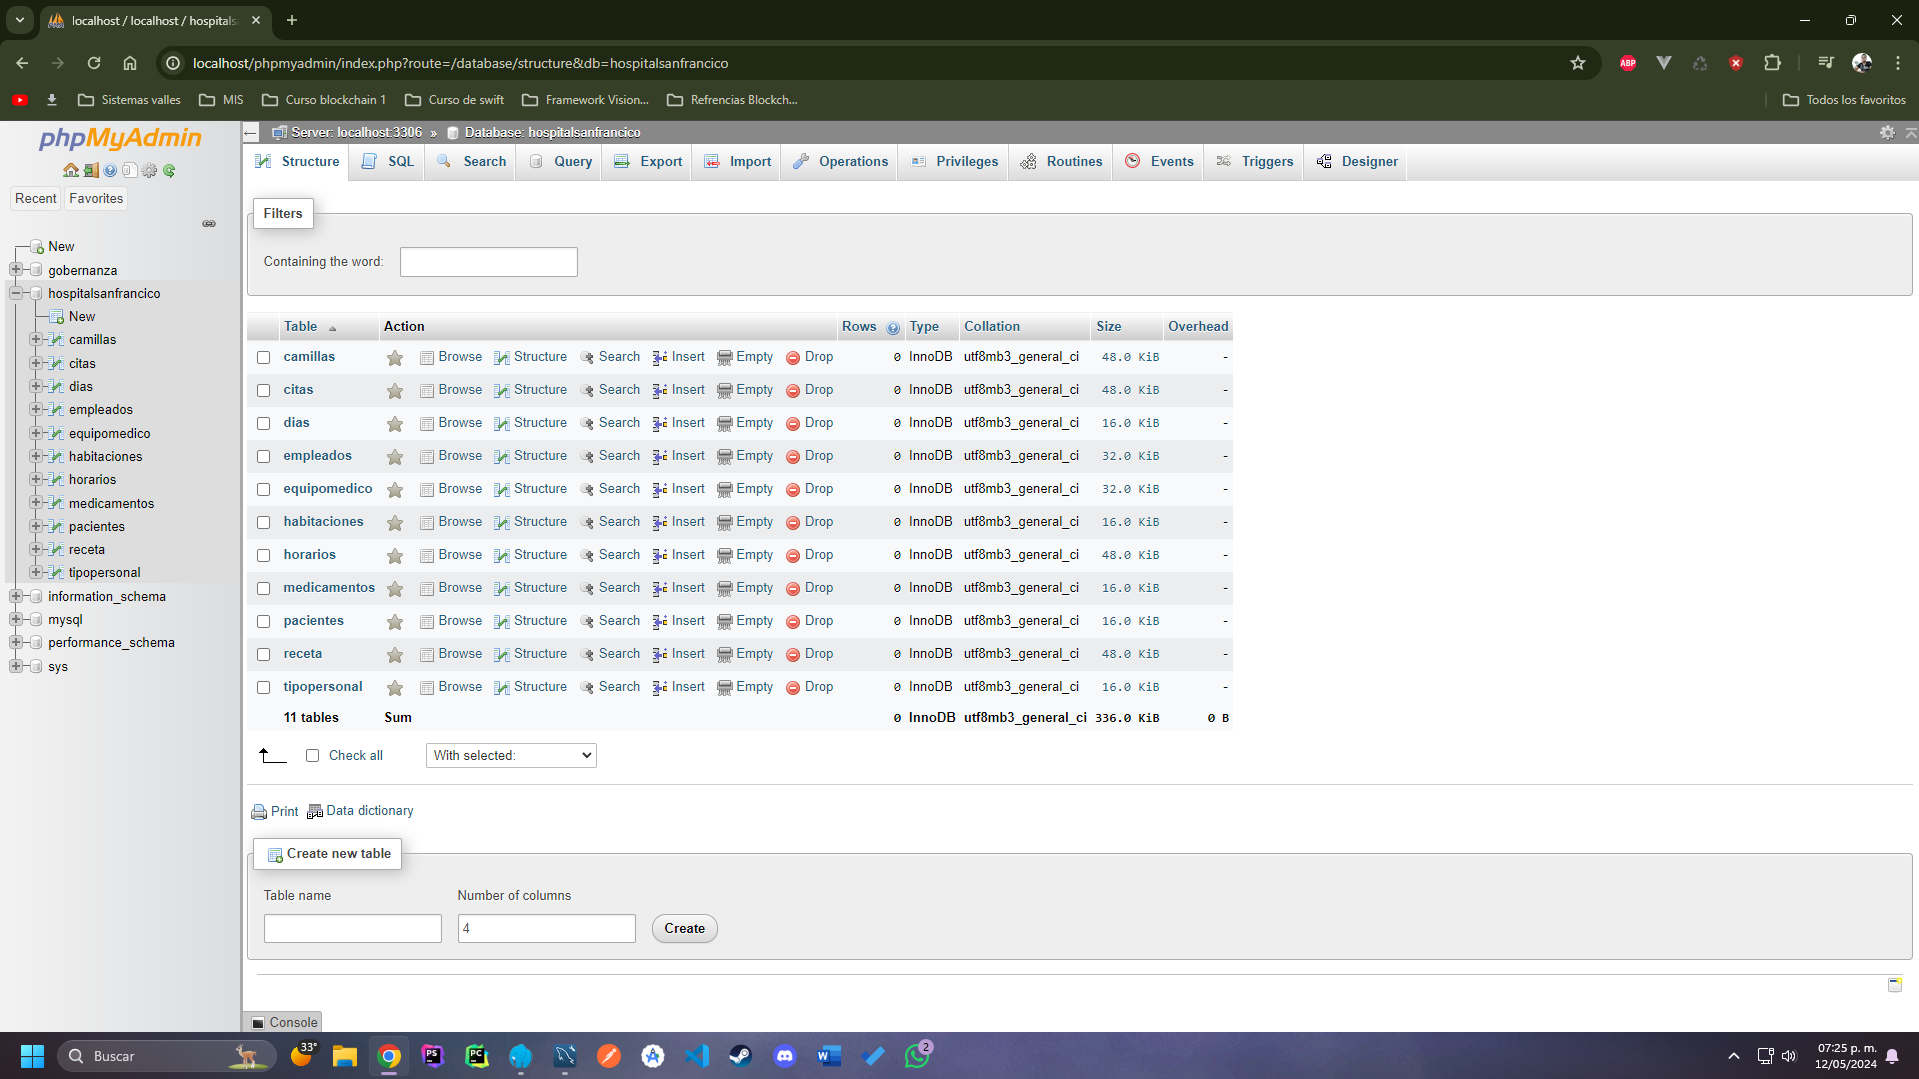 localhost / localhost / hospitalsa
localhost/phpmyadmin/index.php?route=/database/structure&db=hospitalsanfrancico
ABP
Sistemas valles
MIS
Curso blockchain 1
Curso de swift
Framework Vision...
Refrencias Blockch...
Todos los favoritos
phpMyAdmin
Recent
Favorites
New
gobernanza
hospitalsanfrancico
New
camillas
citas
dias
empleados
equipomedico
habitaciones
horarios
medicamentos
pacientes
receta
tipopersonal
information_schema
mysql
performance_schema
sys
Server: localhost:3306 » Database: hospitalsanfrancico
Structure SQL Search Query Export Import Operations Privileges Routines Events Triggers Designer
Filters
Containing the word:
Table Action Rows Type Collation Size Overhead
camillas Browse Structure Search Insert Empty Drop 0 InnoDB utf8mb3_general_ci 48.0 KiB -
citas Browse Structure Search Insert Empty Drop 0 InnoDB utf8mb3_general_ci 48.0 KiB -
dias Browse Structure Search Insert Empty Drop 0 InnoDB utf8mb3_general_ci 16.0 KiB -
empleados Browse Structure Search Insert Empty Drop 0 InnoDB utf8mb3_general_ci 32.0 KiB -
equipomedico Browse Structure Search Insert Empty Drop 0 InnoDB utf8mb3_general_ci 32.0 KiB -
habitaciones Browse Structure Search Insert Empty Drop 0 InnoDB utf8mb3_general_ci 16.0 KiB -
horarios Browse Structure Search Insert Empty Drop 0 InnoDB utf8mb3_general_ci 48.0 KiB -
medicamentos Browse Structure Search Insert Empty Drop 0 InnoDB utf8mb3_general_ci 16.0 KiB -
pacientes Browse Structure Search Insert Empty Drop 0 InnoDB utf8mb3_general_ci 16.0 KiB -
receta Browse Structure Search Insert Empty Drop 0 InnoDB utf8mb3_general_ci 48.0 KiB -
tipopersonal Browse Structure Search Insert Empty Drop 0 InnoDB utf8mb3_general_ci 16.0 KiB -
11 tables Sum 0 InnoDB utf8mb3_general_ci 336.0 KiB 0 B
Check all
With selected:
Print
Data dictionary
Create new table
Table name
Number of columns
4
Create
Console
Buscar
33°
PS
PC
W
2
07:25 p. m.
12/05/2024